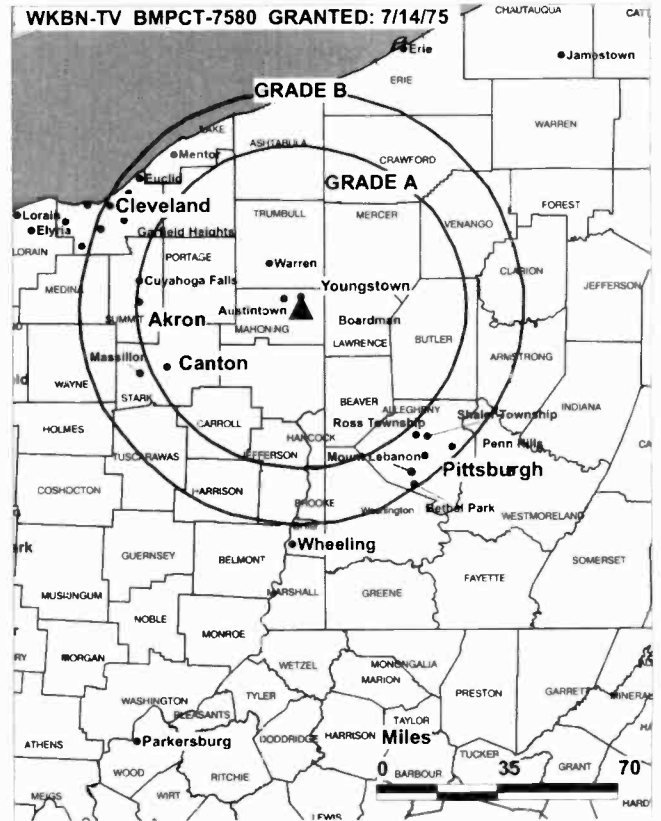 WKBN-TV BMPCT-7580 GRANTED: 7/14/75
CHAUTAUQUA
CATT
Erie
Jamestown
ERIE
GRADE B
WARREN
LAKE
ASHTABULA
CRAWFORD
Mentor
Euclid
GRADE A
FOREST
Cleveland
Lorain
TRUMBULL
MERCER
VENANGO
Elyria
Garfield Heights
LORAIN
PORTAGE
Warren
CLARION
Cuyahoga Falls
Youngstown
JEFFERSON
MEDINA
Austintown
SUMMIT
Akron
Boardman
MAHONING
LAWRENCE
BUTLER
Massillon
Canton
ARMSTRONG
WAYNE
STARK
BEAVER
ALLEGHENY
INDIANA
CARROLL
Ross Township
Shaler Township
HOLMES
HANCOCK
Penn Hills
TUSCARAWAS
JEFFERSON
Mount Lebanon
Pittsburgh
COSHOCTON
HARRISON
BROOKE
Washington
Bethel Park
WESTMORELAND
OHIO
Wheeling
GUERNSEY
BELMONT
SOMERSET
FAYETTE
MUSKINGUM
MARSHALL
GREENE
NOBLE
MONROE
MORGAN
WETZEL
MONONGALIA
MARION
PRESTON
GARRETT
MINERAL
WASHINGTON
TYLER
PLEASANTS
TAYLOR
ATHENS
Parkersburg
DODDRIDGE
HARRISON
Miles
TUCKER
WOOD
RITCHIE
0 35 70
BARBOUR
GRANT
MEIGS
WIRT
HARD
LEWIS